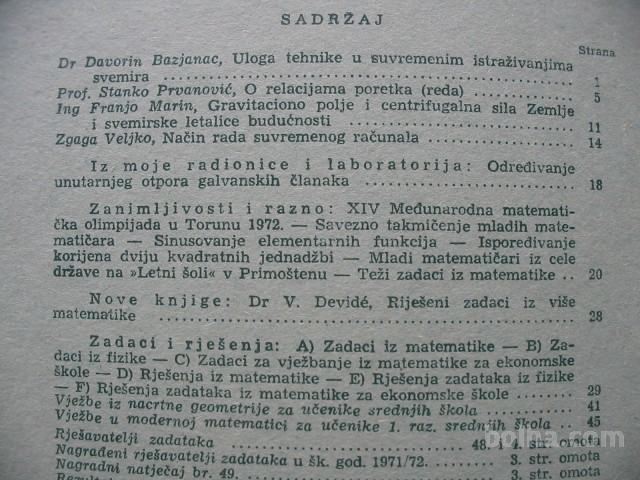 SADRŽAJ
Strana
Dr Davorin Bazjanac, Uloga tehnike u suvremenim istraživanjima
svemira . . . . . . . . . . . . . . . . . . . . . . . . . . . . . . 1
Prof. Stanko Prvanović, O relacijama poretka (reda) . . . . . . . . 5
Ing Franjo Marin, Gravitaciono polje i centrifugalna sila Zemlje
i svemirske letalice budućnosti . . . . . . . . . . . . . . . . 11
Zgaga Veljko, Način rada suvremenog računala . . . . . . . . . . 14
Iz moje radionice i laboratorija: Određivanje
unutarnjeg otpora galvanskih članaka . . . . . . . . . . . . . 18
Zanimljivosti i razno: XIV Međunarodna matemati-
čka olimpijada u Torunu 1972. — Savezno takmičenje mladih mate-
matičara — Sinusovanje elementarnih funkcija — Ispoređivanje
korijena dviju kvadratnih jednadžbi — Mladi matematičari iz cele
države na »Letni šoli« v Primoštenu — Teži zadaci iz matematike . . 20
Nove knjige: Dr V. Devidé, Riješeni zadaci iz više
matematike . . . . . . . . . . . . . . . . . . . . . . . . . . 28
Zadaci i rješenja: A) Zadaci iz matematike — B) Za-
daci iz fizike — C) Zadaci za vježbanje iz matematike za ekonomske
škole — D) Rješenja iz matematike — E) Rješenja zadataka iz fizike
— F) Rješenja zadataka iz matematike za ekonomske škole . . . . 29
Vježbe iz nacrtne geometrije za učenike srednjih škola . . . . . 41
Vježbe u modernoj matematici za učenike 1. raz. srednjih škola . . 45
Rješavatelji zadataka . . . . . . . . . . . . . . 48. i 4. str. omota
Nagrađeni rješavatelji zadataka u šk. god. 1971/72. . . . 3. str. omota
Nagradni natječaj br. 49. . . . . . . . . . . . . . . 3. str. omota
bolha.com